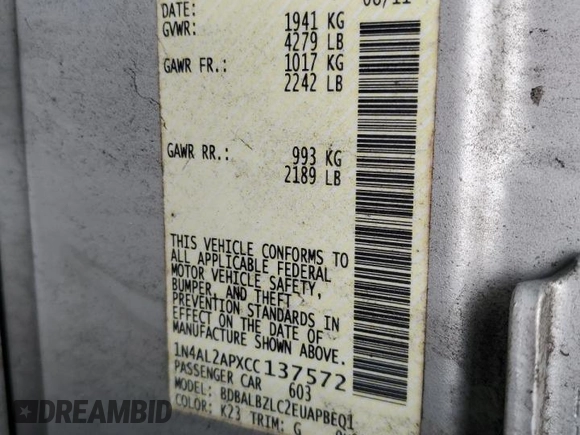 DATE:
GVWR: 1941 KG
4279 LB
GAWR FR.: 1017 KG
2242 LB
GAWR RR.: 993 KG
2189 LB
THIS VEHICLE CONFORMS TO
ALL APPLICABLE FEDERAL
MOTOR VEHICLE SAFETY,
BUMPER, AND THEFT
PREVENTION STANDARDS IN
EFFECT ON THE DATE OF
MANUFACTURE SHOWN ABOVE.
1N4AL2APXCC137572
PASSENGER CAR 603
MODEL: BDBALBZLC2EUAPBEQ1
COLOR: K23 TRIM: G
DREAMBID